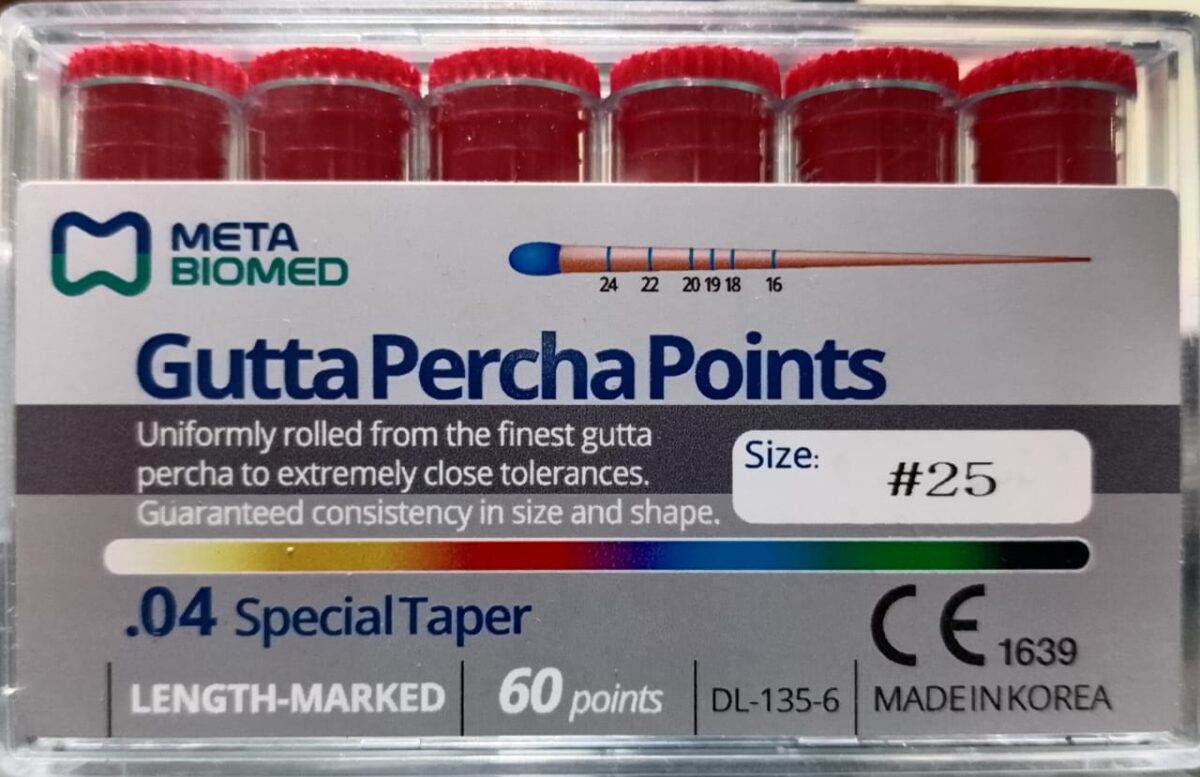 META
BIOMED
24 22 20 19 18 16
Gutta Percha Points
Uniformly rolled from the finest gutta
percha to extremely close tolerances.
Guaranteed consistency in size and shape.
Size: #25
.04 Special Taper
CE 1639
LENGTH-MARKED 60 points DL-135-6 MADE IN KOREA